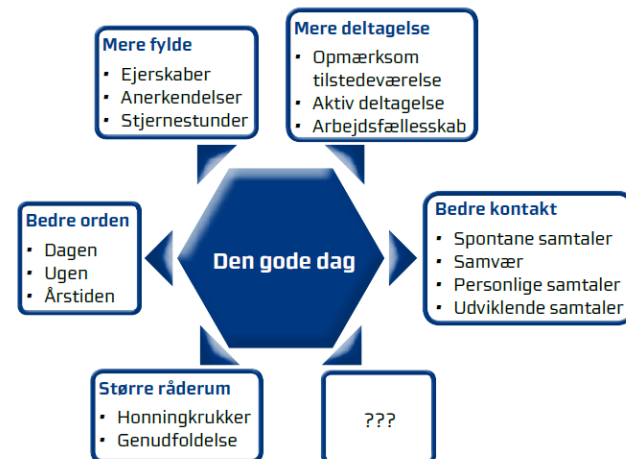 Mere fylde
• Ejerskaber
• Anerkendelser
• Stjernestunder
Mere deltagelse
• Opmærksom
tilstedeværelse
• Aktiv deltagelse
• Arbejdsfællesskab
Bedre orden
• Dagen
• Ugen
• Årstiden
Den gode dag
Bedre kontakt
• Spontane samtaler
• Samvær
• Personlige samtaler
• Udviklende samtaler
Større råderum
• Honningkrukker
• Genudfoldelse
???